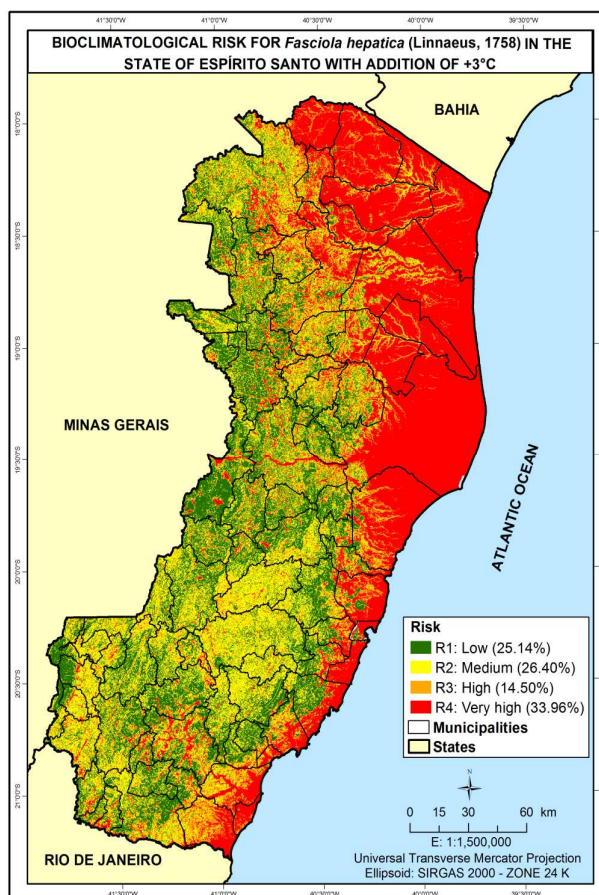 41°30'0"W 41°0'0"W 40°30'0"W 40°0'0"W 39°30'0"W
BIOCLIMATOLOGICAL RISK FOR Fasciola hepatica (Linnaeus, 1758) IN THE
STATE OF ESPÍRITO SANTO WITH ADDITION OF +3°C
BAHIA
18°0'0"S
18°30'0"S
19°0'0"S
MINAS GERAIS
19°30'0"S
ATLANTIC OCEAN
20°0'0"S
20°30'0"S
21°0'0"S
Risk
R1: Low (25.14%)
R2: Medium (26.40%)
R3: High (14.50%)
R4: Very high (33.96%)
Municipalities
States
N
0 15 30 60 km
E: 1:1,500,000
Universal Transverse Mercator Projection
Ellipsoid: SIRGAS 2000 - ZONE 24 K
RIO DE JANEIRO
41°30'0"W 41°0'0"W 40°30'0"W 40°0'0"W 39°30'0"W